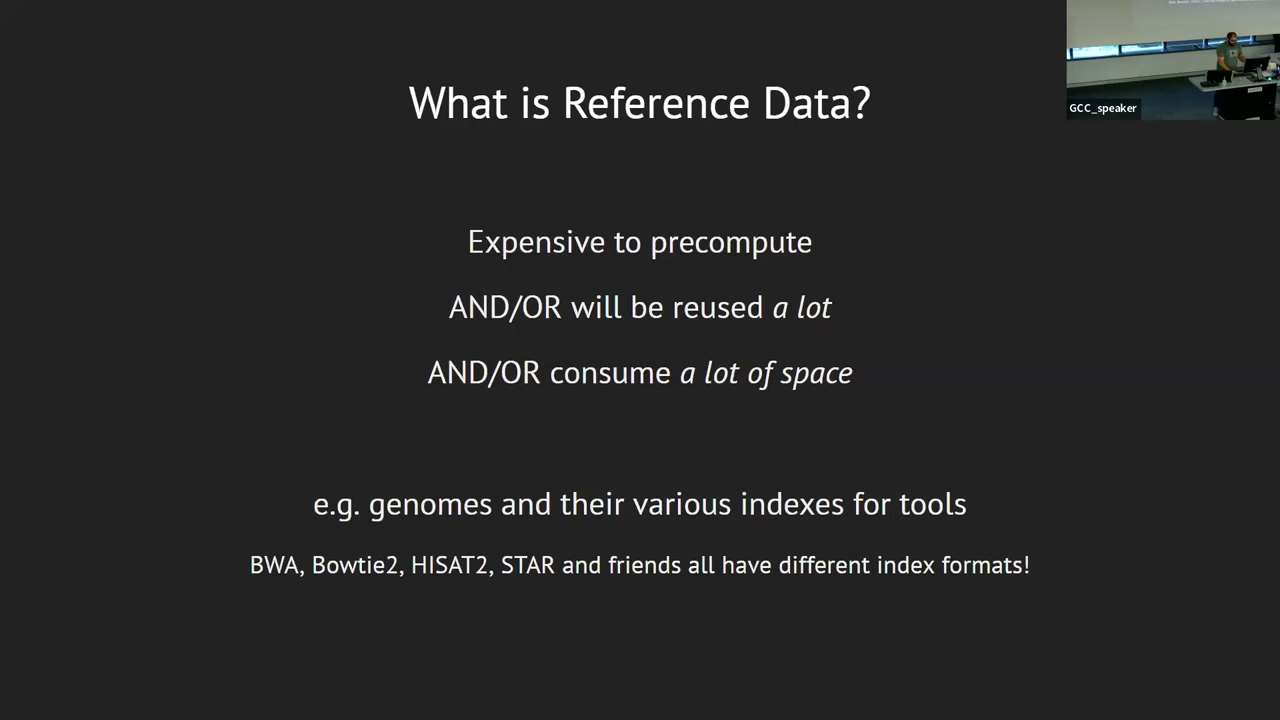 What is Reference Data?
GCC_speaker
Expensive to precompute
AND/OR will be reused a lot
AND/OR consume a lot of space
e.g. genomes and their various indexes for tools
BWA, Bowtie2, HISAT2, STAR and friends all have different index formats!